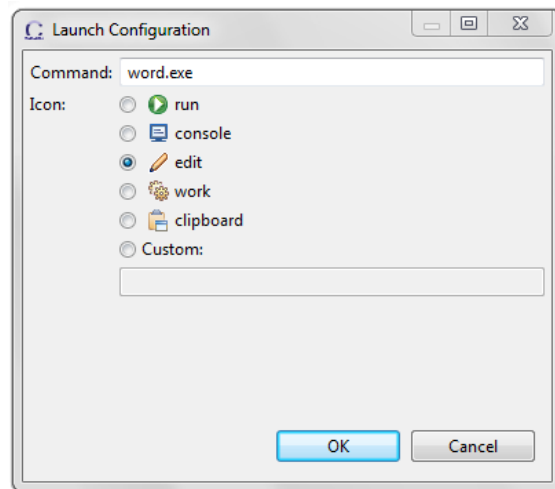 Launch Configuration
Command: word.exe
Icon: run
console
edit
work
clipboard
Custom:
OK Cancel